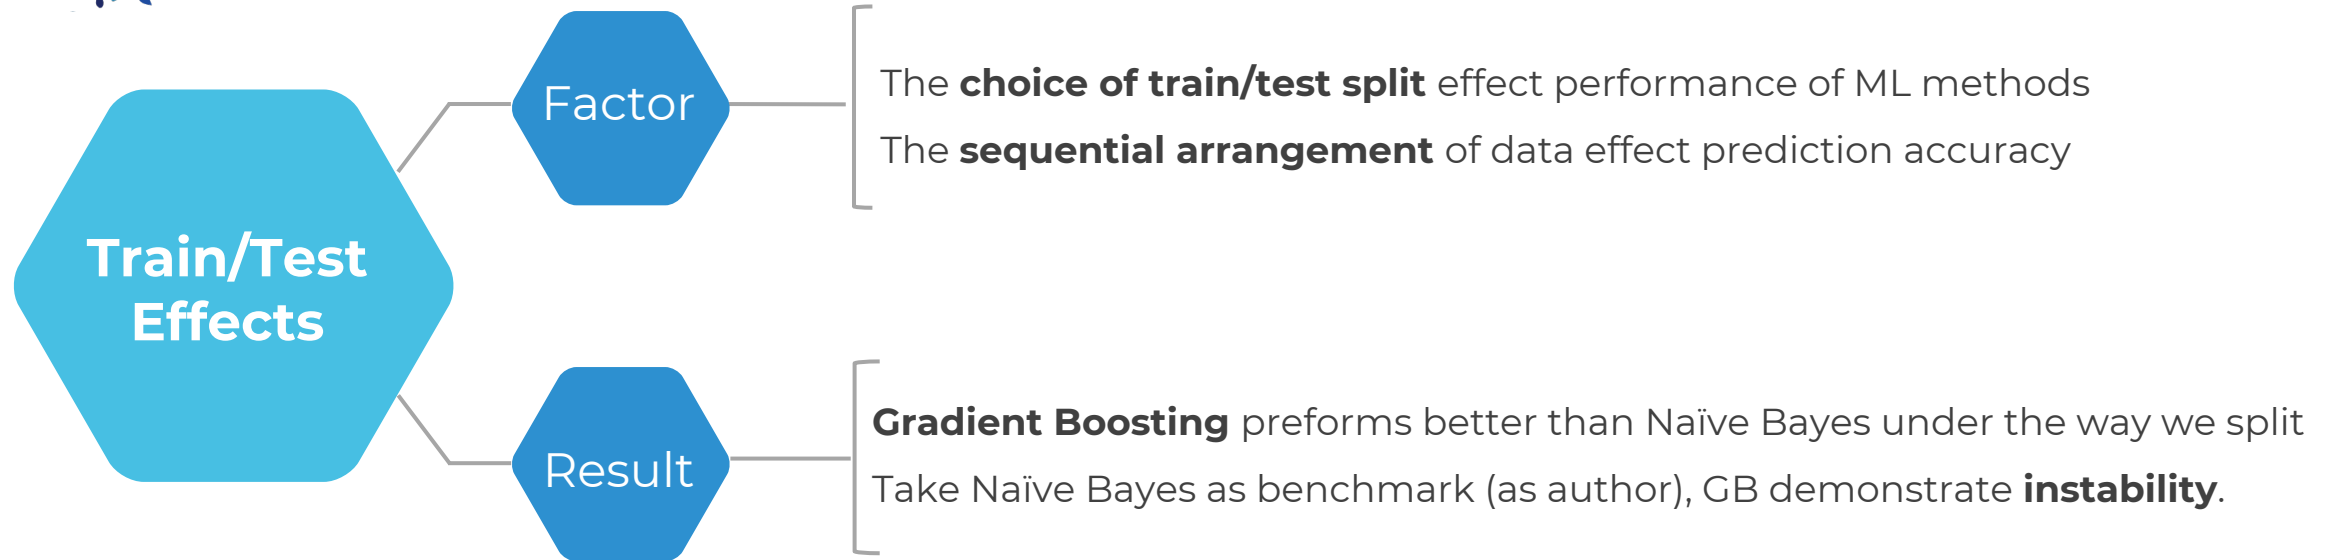 Factor
The choice of train/test split effect performance of ML methods
The sequential arrangement of data effect prediction accuracy
Train/Test
Effects
Result
Gradient Boosting preforms better than Naïve Bayes under the way we split
Take Naïve Bayes as benchmark (as author), GB demonstrate instability.